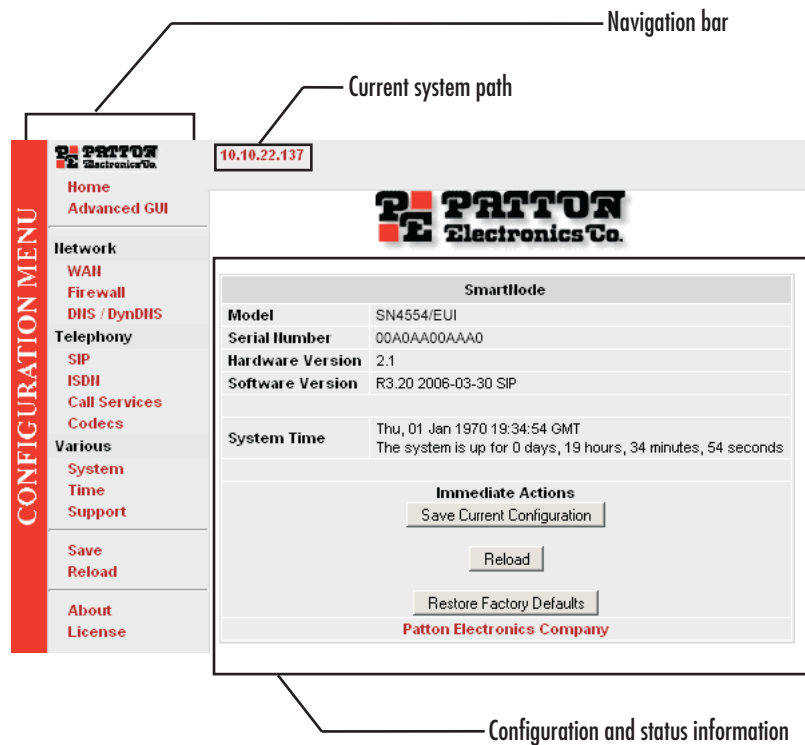 Navigation bar
Current system path
CONFIGURATION MENU
PE PATTON
Electronics Co.
Home
Advanced GUI
Network
WAN
Firewall
DNS / DynDNS
Telephony
SIP
ISDN
Call Services
Codecs
Various
System
Time
Support
Save
Reload
About
License
10.10.22.137
PE PATTON
Electronics Co.
SmartNode
Model SN4554/EUI
Serial Number 00A0AA00AAA0
Hardware Version 2.1
Software Version R3.20 2006-03-30 SIP
System Time Thu, 01 Jan 1970 19:34:54 GMT
The system is up for 0 days, 19 hours, 34 minutes, 54 seconds
Immediate Actions
Save Current Configuration
Reload
Restore Factory Defaults
Patton Electronics Company
Configuration and status information